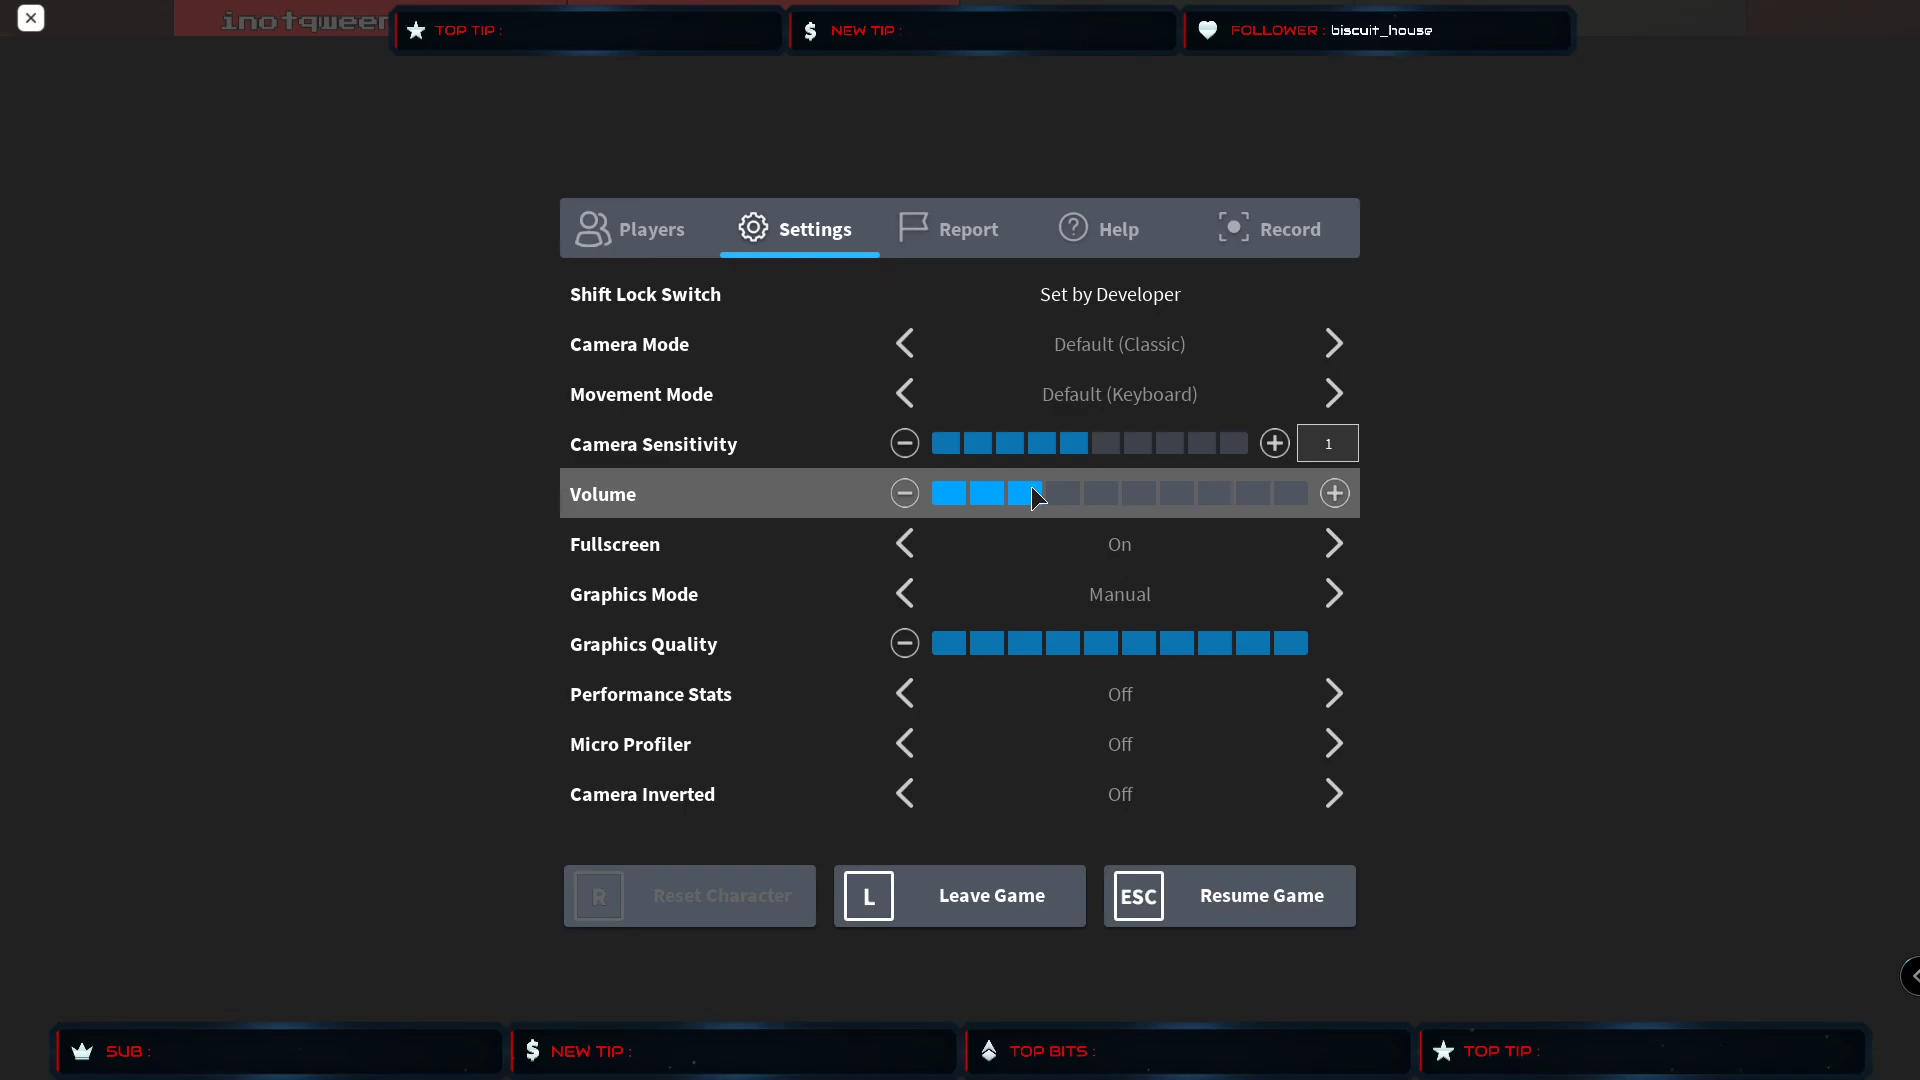 inotqueen
TOP TIP :
NEW TIP :
FOLLOWER : biscuit_house
Players
Settings
Report
Help
Record
Shift Lock Switch Set by Developer
Camera Mode Default (Classic)
Movement Mode Default (Keyboard)
Camera Sensitivity 1
Volume
Fullscreen On
Graphics Mode Manual
Graphics Quality
Performance Stats Off
Micro Profiler Off
Camera Inverted Off
R Reset Character
L Leave Game
ESC Resume Game
SUB :
NEW TIP :
TOP BITS :
TOP TIP :